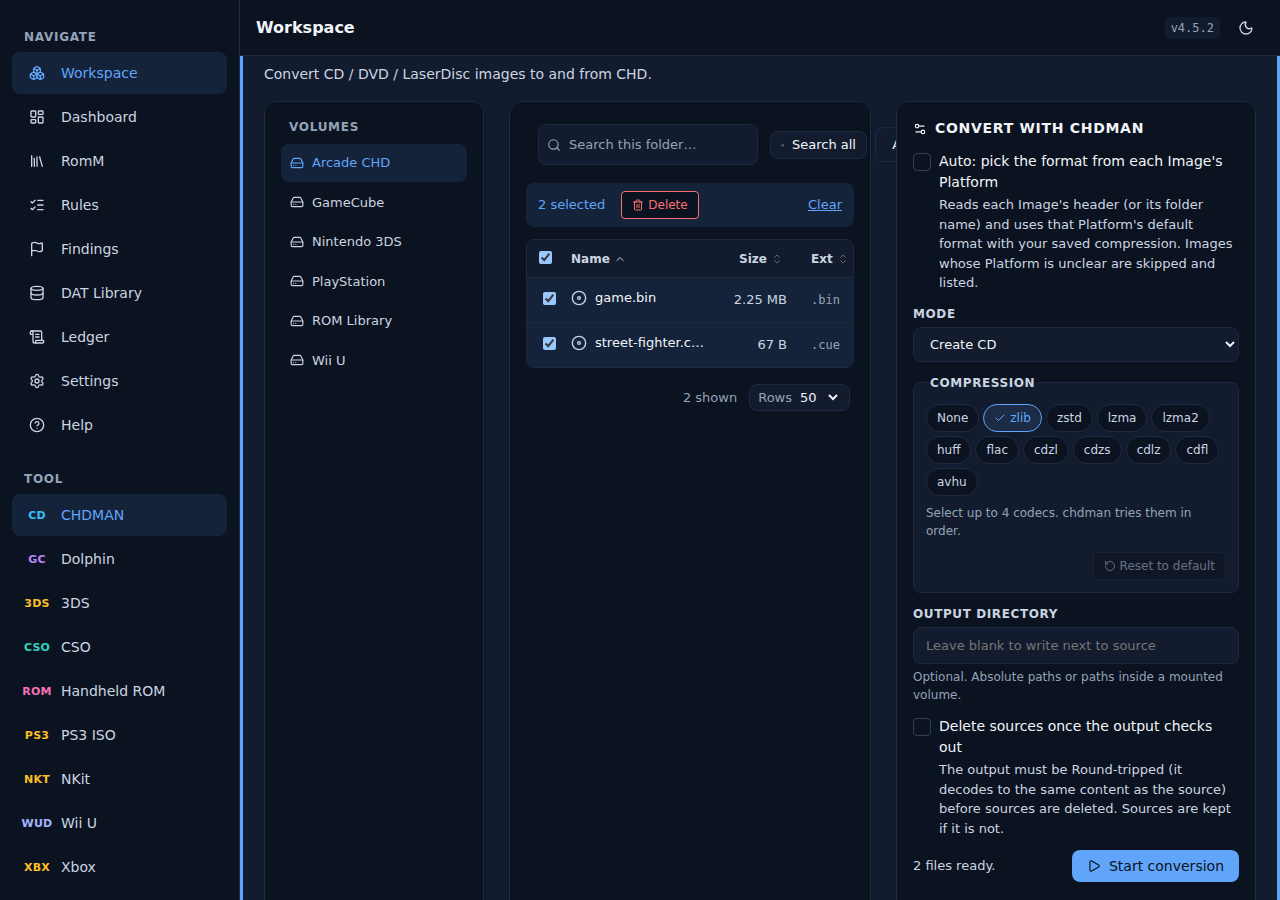 NAVIGATE
Workspace
Dashboard
RomM
Rules
Findings
DAT Library
Ledger
Settings
Help
TOOL
CD CHDMAN
GC Dolphin
3DS 3DS
CSO CSO
ROM Handheld ROM
PS3 PS3 ISO
NKT NKit
WUD Wii U
XBX Xbox
Workspace
v4.5.2
Convert CD / DVD / LaserDisc images to and from CHD.
VOLUMES
Arcade CHD
GameCube
Nintendo 3DS
PlayStation
ROM Library
Wii U
Search this folder…
Search all
2 selected Delete Clear
Name Size Ext
game.bin 2.25 MB .bin
street-fighter.c… 67 B .cue
2 shown Rows 50
CONVERT WITH CHDMAN
Auto: pick the format from each Image's
Platform
Reads each Image's header (or its folder
name) and uses that Platform's default
format with your saved compression. Images
whose Platform is unclear are skipped and
listed.
MODE
Create CD
COMPRESSION
None zlib zstd lzma lzma2
huff flac cdzl cdzs cdlz cdfl
avhu
Select up to 4 codecs. chdman tries them in
order.
Reset to default
OUTPUT DIRECTORY
Leave blank to write next to source
Optional. Absolute paths or paths inside a mounted
volume.
Delete sources once the output checks
out
The output must be Round-tripped (it
decodes to the same content as the source)
before sources are deleted. Sources are kept
if it is not.
2 files ready. Start conversion